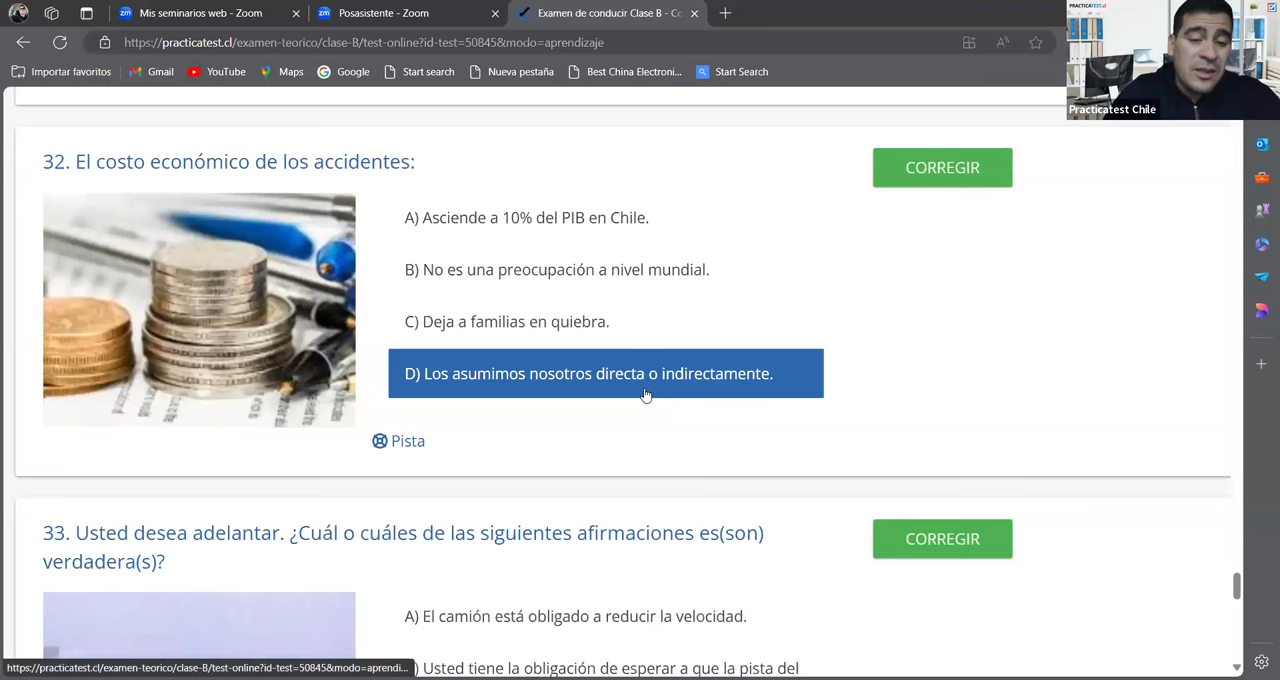 Mis seminarios web - Zoom
Posasistente - Zoom
Examen de conducir Clase B - Co
https://practicatest.cl/examen-teorico/clase-B/test-online?id-test=50845&modo=aprendizaje
Importar favoritos
Gmail
YouTube
Maps
Google
Start search
Nueva pestaña
Best China Electroni...
Start Search
PRACTICATEST.cl
Practicatest Chile
32. El costo económico de los accidentes:
CORREGIR
A) Asciende a 10% del PIB en Chile.
B) No es una preocupación a nivel mundial.
C) Deja a familias en quiebra.
D) Los asumimos nosotros directa o indirectamente.
Pista
33. Usted desea adelantar. ¿Cuál o cuáles de las siguientes afirmaciones es(son)
verdadera(s)?
CORREGIR
A) El camión está obligado a reducir la velocidad.
) Usted tiene la obligación de esperar a que la pista del
https://practicatest.cl/examen-teorico/clase-B/test-online?id-test=50845&modo=aprendi...